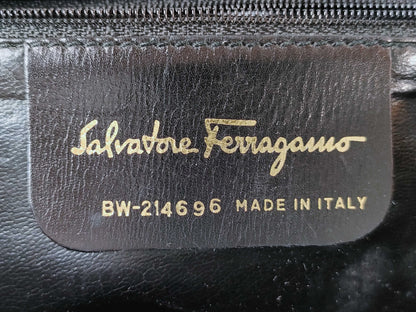 Salvatore Ferragamo
BW-214696 MADE IN ITALY